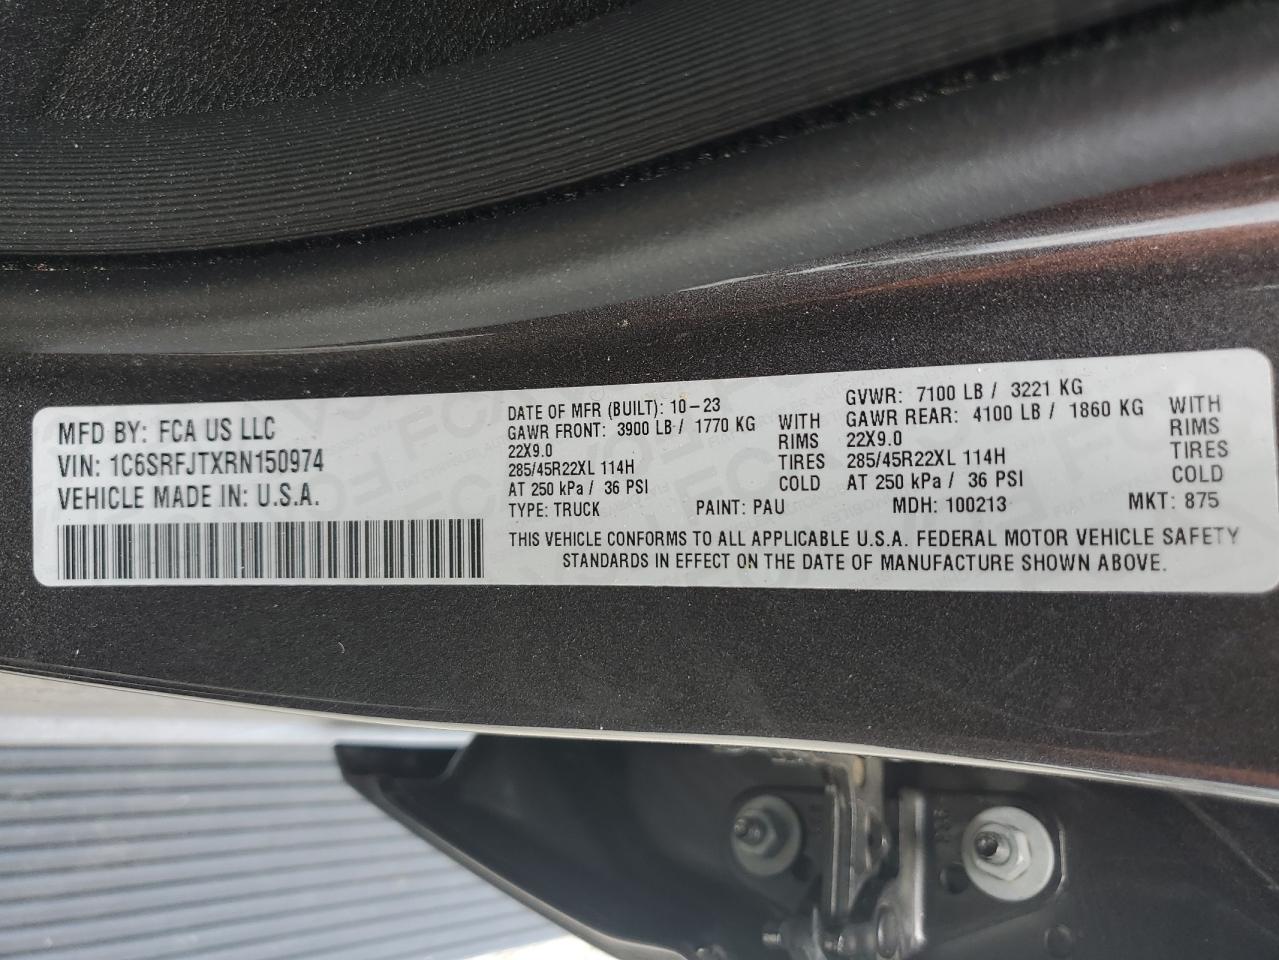 MFD BY: FCA US LLC
VIN: 1C6SRFJTXRN150974
VEHICLE MADE IN: U.S.A.
DATE OF MFR (BUILT): 10-23
GAWR FRONT: 3900 LB / 1770 KG WITH
22X9.0 RIMS
285/45R22XL 114H TIRES
AT 250 kPa / 36 PSI COLD
GVWR: 7100 LB / 3221 KG
GAWR REAR: 4100 LB / 1860 KG WITH
22X9.0 RIMS
285/45R22XL 114H TIRES
AT 250 kPa / 36 PSI COLD
TYPE: TRUCK PAINT: PAU MDH: 100213 MKT: 875
THIS VEHICLE CONFORMS TO ALL APPLICABLE U.S.A. FEDERAL MOTOR VEHICLE SAFETY
STANDARDS IN EFFECT ON THE DATE OF MANUFACTURE SHOWN ABOVE.